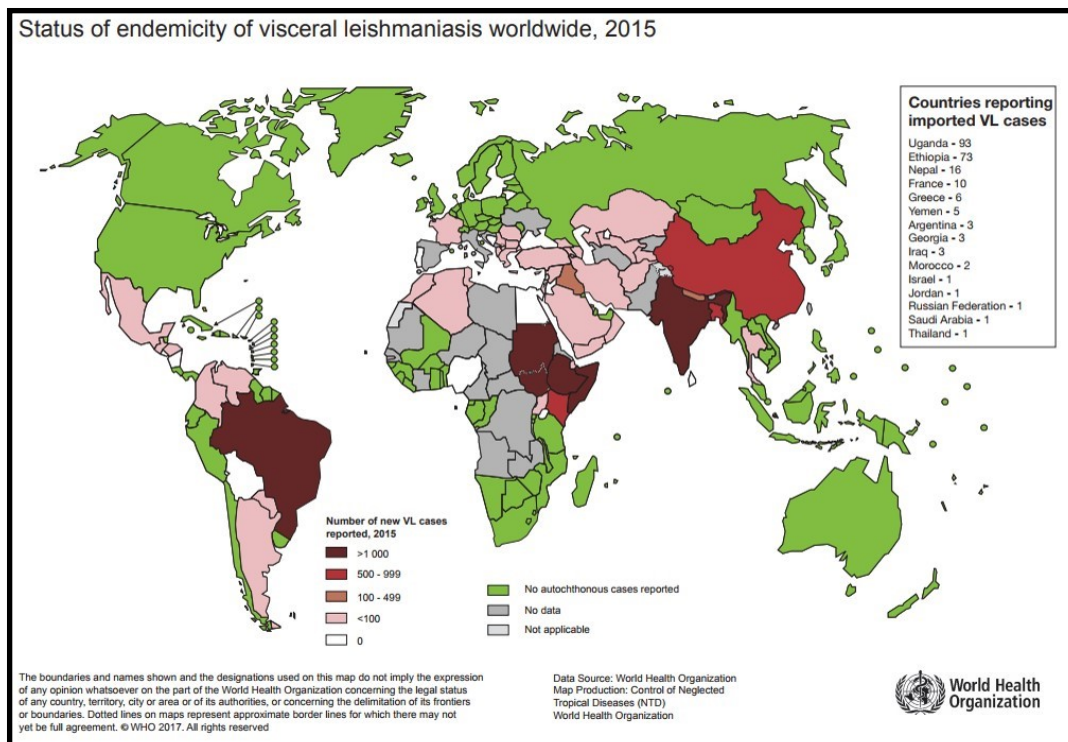 Status of endemicity of visceral leishmaniasis worldwide, 2015
Countries reporting
imported VL cases
Uganda - 93
Ethiopia - 73
Nepal - 16
France - 10
Greece - 6
Yemen - 5
Argentina - 3
Georgia - 3
Iraq - 3
Morocco - 2
Israel - 1
Jordan - 1
Russian Federation - 1
Saudi Arabia - 1
Thailand - 1
Number of new VL cases
reported, 2015
>1 000
500 - 999
100 - 499
<100
0
No autochthonous cases reported
No data
Not applicable
The boundaries and names shown and the designations used on this map do not imply the expression
of any opinion whatsoever on the part of the World Health Organization concerning the legal status
of any country, territory, city or area or of its authorities, or concerning the delimitation of its frontiers
or boundaries. Dotted lines on maps represent approximate border lines for which there may not
yet be full agreement. © WHO 2017. All rights reserved
Data Source: World Health Organization
Map Production: Control of Neglected
Tropical Diseases (NTD)
World Health Organization
World Health
Organization